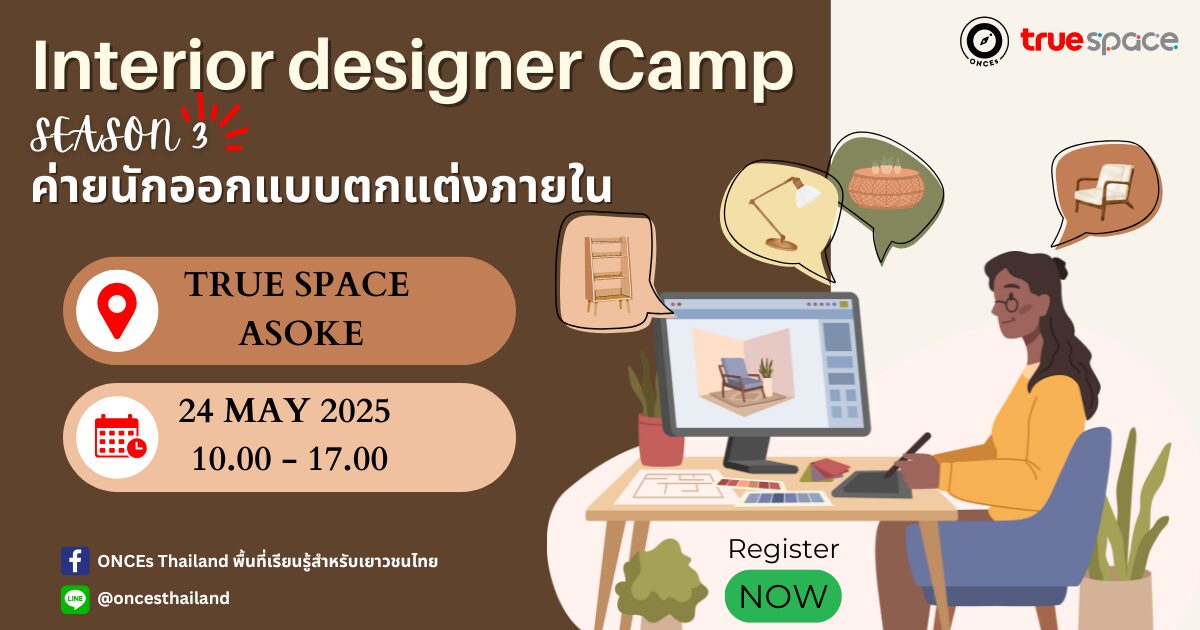 Interior designer Camp
SEASON 3
ค่ายนักออกแบบตกแต่งภายใน
ONCEs
true space
TRUE SPACE
ASOKE
24 MAY 2025
10.00 – 17.00
ONCEs Thailand พื้นที่เรียนรู้สำหรับเยาวชนไทย
LINE
@oncesthailand
Register
NOW